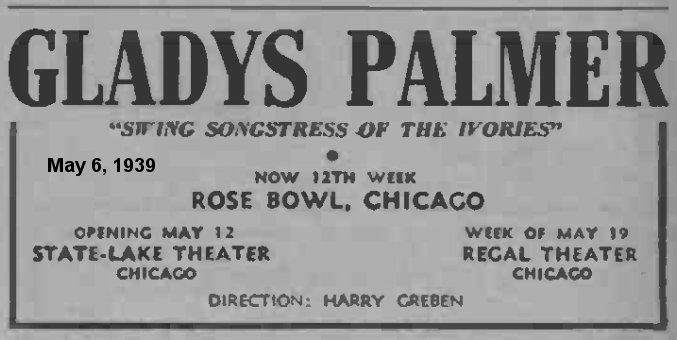 GLADYS PALMER
"SWING SONGSTRESS OF THE IVORIES"
May 6, 1939
NOW 12TH WEEK
ROSE BOWL, CHICAGO
OPENING MAY 12
STATE-LAKE THEATER
CHICAGO
WEEK OF MAY 19
REGAL THEATER
CHICAGO
DIRECTION: HARRY GREBEN